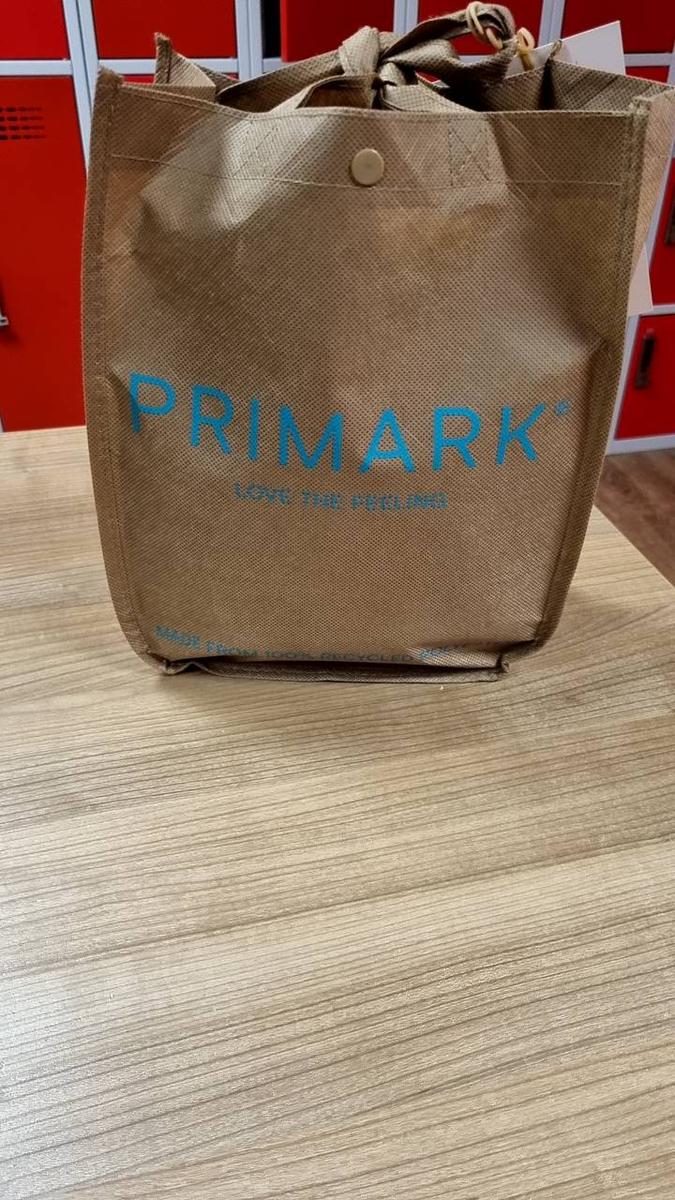 PRIMARK®
LOVE THE FEELING
MADE FROM 100% RECYCLED